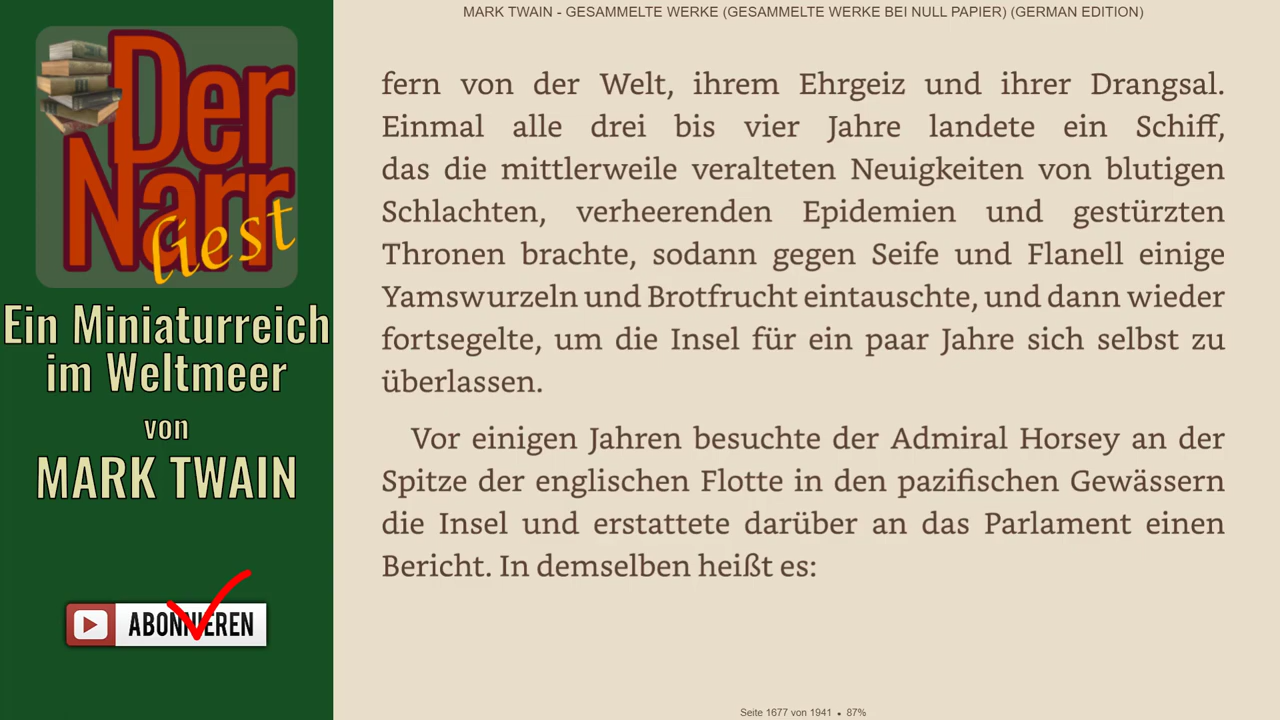 MARK TWAIN - GESAMMELTE WERKE (GESAMMELTE WERKE BEI NULL PAPIER) (GERMAN EDITION)
Der
Narr
liest
Ein Miniaturreich
im Weltmeer
von
MARK TWAIN
ABONNIEREN
fern von der Welt, ihrem Ehrgeiz und ihrer Drangsal.
Einmal alle drei bis vier Jahre landete ein Schiff,
das die mittlerweile veralteten Neuigkeiten von blutigen
Schlachten, verheerenden Epidemien und gestürzten
Thronen brachte, sodann gegen Seife und Flanell einige
Yamswurzeln und Brotfrucht eintauschte, und dann wieder
fortsegelte, um die Insel für ein paar Jahre sich selbst zu
überlassen.
Vor einigen Jahren besuchte der Admiral Horsey an der
Spitze der englischen Flotte in den pazifischen Gewässern
die Insel und erstattete darüber an das Parlament einen
Bericht. In demselben heißt es:
Seite 1677 von 1941 • 87%